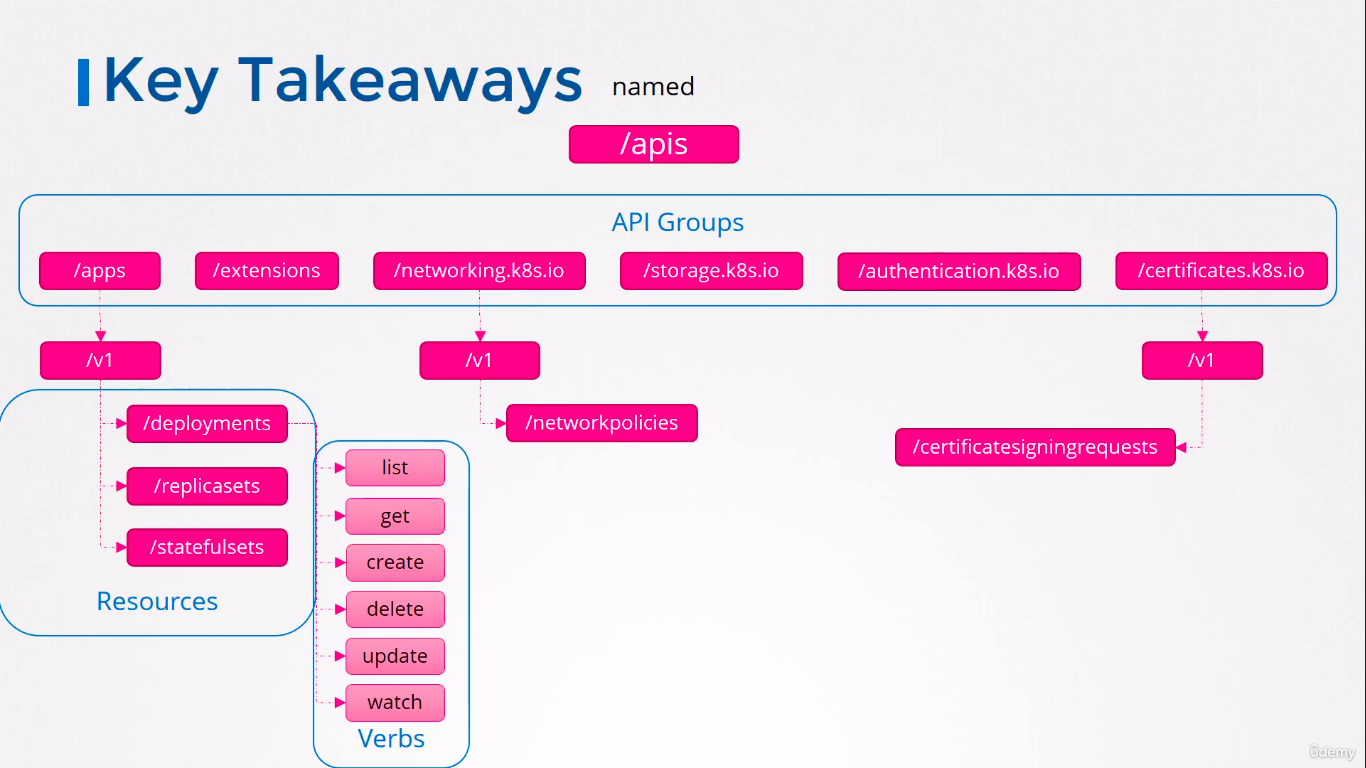 Key Takeaways
named
/apis
API Groups
/apps
/extensions
/networking.k8s.io
/storage.k8s.io
/authentication.k8s.io
/certificates.k8s.io
/v1
/v1
/v1
/deployments
/networkpolicies
/certificatesigningrequests
/replicasets
/statefulsets
Resources
list
get
create
delete
update
watch
Verbs
ûdemy